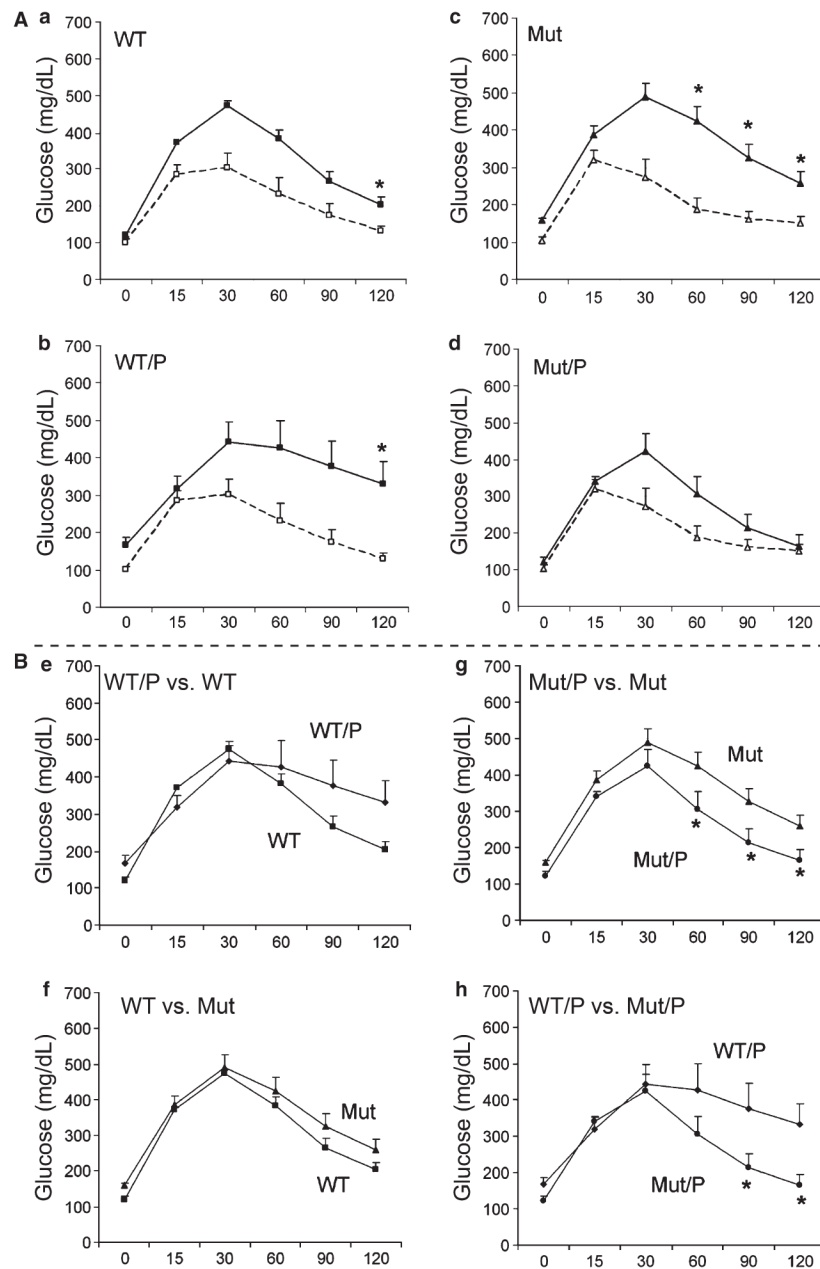 A a
WT
Glucose (mg/dL)
700
600
500
400
300
200
100
0
*
0 15 30 60 90 120
c
Mut
Glucose (mg/dL)
700
600
500
400
300
200
100
0
* * *
0 15 30 60 90 120
b
WT/P
Glucose (mg/dL)
700
600
500
400
300
200
100
0
*
0 15 30 60 90 120
d
Mut/P
Glucose (mg/dL)
700
600
500
400
300
200
100
0
0 15 30 60 90 120
B e
WT/P vs. WT
Glucose (mg/dL)
700
600
500
400
300
200
100
0
WT/P
WT
0 15 30 60 90 120
g
Mut/P vs. Mut
Glucose (mg/dL)
700
600
500
400
300
200
100
0
Mut
Mut/P
* * *
0 15 30 60 90 120
f
WT vs. Mut
Glucose (mg/dL)
700
600
500
400
300
200
100
0
Mut
WT
0 15 30 60 90 120
h
WT/P vs. Mut/P
Glucose (mg/dL)
700
600
500
400
300
200
100
0
WT/P
Mut/P
* *
0 15 30 60 90 120